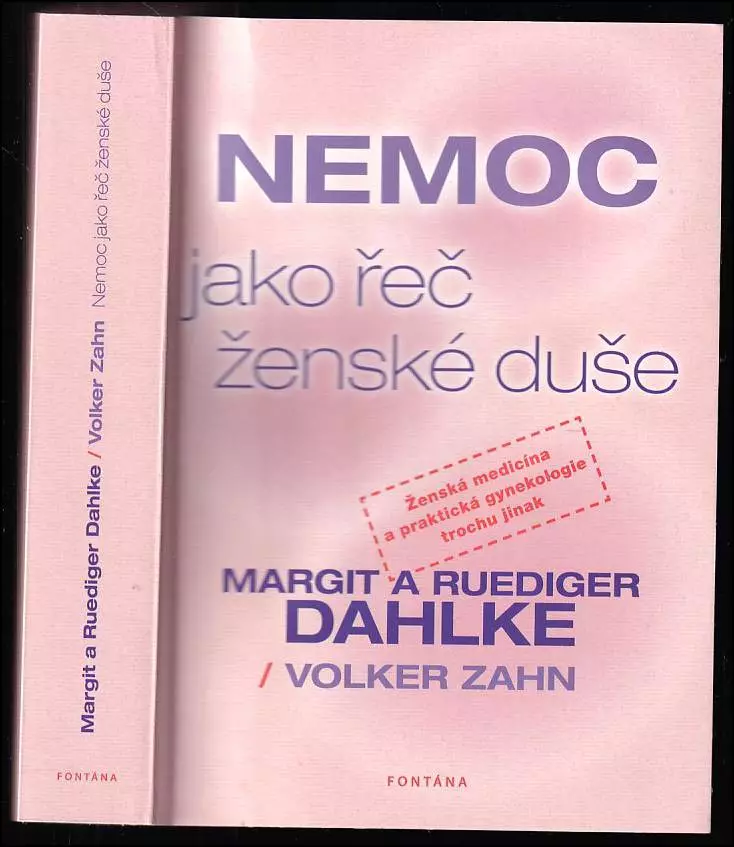 Margit a Ruediger Dahlke / Volker Zahn Nemoc jako řeč ženské duše
FONTÁNA
NEMOC
jako řeč
ženské duše
Ženská medicína
a praktická gynekologie
trochu jinak
MARGIT A RUEDIGER
DAHLKE
/ VOLKER ZAHN
FONTÁNA